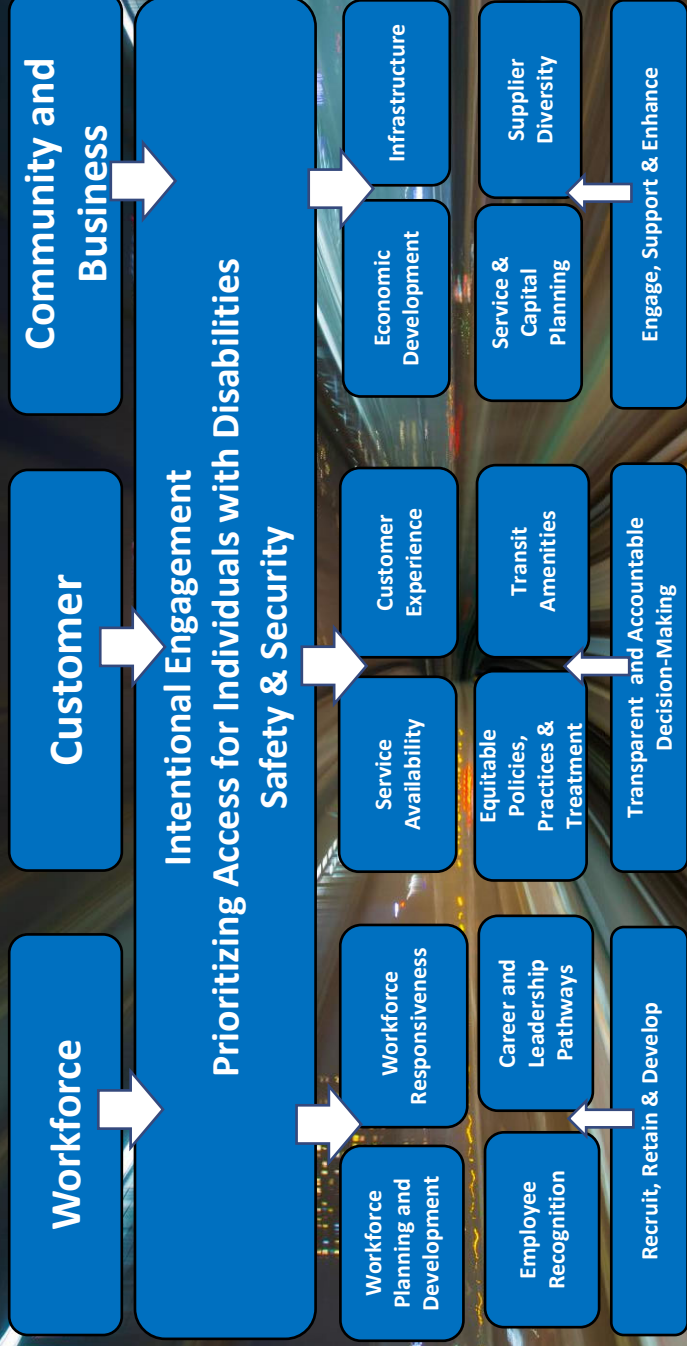 Workforce
Customer
Community and
Business
Intentional Engagement
Prioritizing Access for Individuals with Disabilities
Safety & Security
Workforce
Planning and
Development
Workforce
Responsiveness
Employee
Recognition
Career and
Leadership
Pathways
Recruit, Retain & Develop
Service
Availability
Customer
Experience
Equitable
Policies,
Practices &
Treatment
Transit
Amenities
Transparent and Accountable
Decision-Making
Economic
Development
Infrastructure
Service &
Capital
Planning
Supplier
Diversity
Engage, Support & Enhance